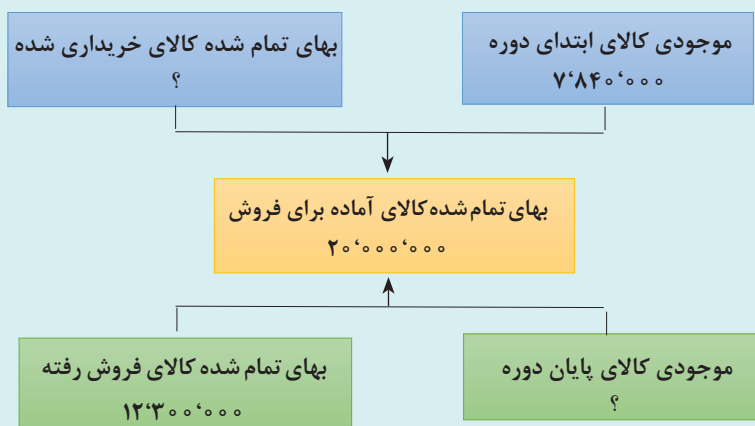 موجودی کالای ابتدای دوره
۷٬۸۴۰٬۰۰۰
بهای تمام شده کالای خریداری شده
؟
بهای تمام شده کالای آماده برای فروش
۲۰٬۰۰۰٬۰۰۰
موجودی کالای پایان دوره
؟
بهای تمام شده کالای فروش رفته
۱۲٬۳۰۰٬۰۰۰